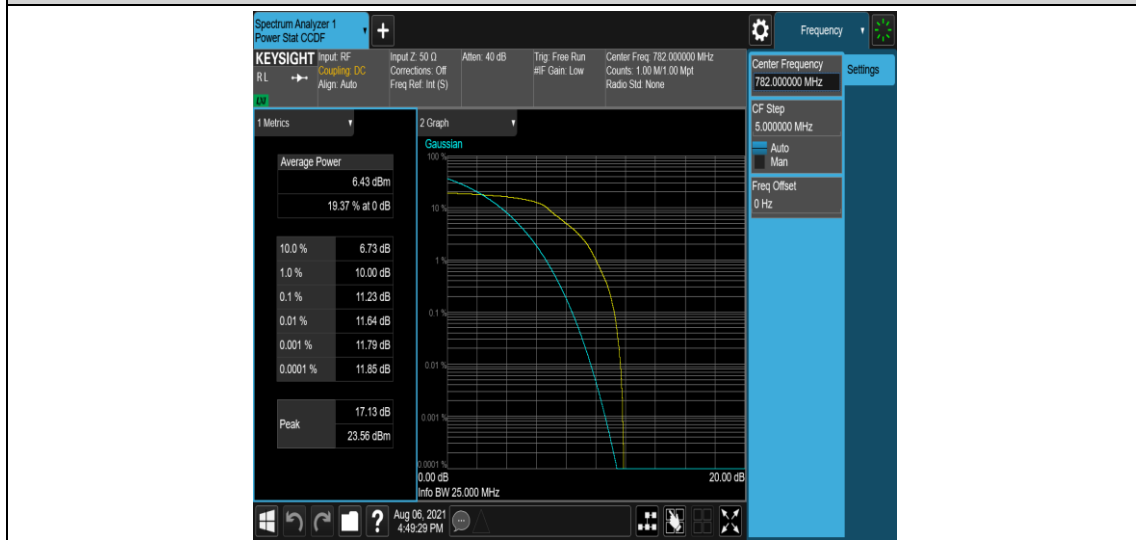 Spectrum Analyzer 1
Power Stat CCDF
+
Frequency
KEYSIGHT
RL
LXI
Input: RF
Coupling: DC
Align: Auto
Input Z: 50 Ω
Corrections: Off
Freq Ref: Int (S)
Atten: 40 dB
Trig: Free Run
#IF Gain: Low
Center Freq: 782.000000 MHz
Counts: 1.00 M/1.00 Mpt
Radio Std: None
Center Frequency
782.000000 MHz
Settings
CF Step
5.000000 MHz
Auto
Man
Freq Offset
0 Hz
1 Metrics
Average Power
6.43 dBm
19.37 % at 0 dB
10.0 % 6.73 dB
1.0 % 10.00 dB
0.1 % 11.23 dB
0.01 % 11.64 dB
0.001 % 11.79 dB
0.0001 % 11.85 dB
Peak
17.13 dB
23.56 dBm
2 Graph
Gaussian
100 %
10 %
1 %
0.1 %
0.01 %
0.001 %
0.0001 %
0.00 dB 20.00 dB
Info BW 25.000 MHz
?
Aug 06, 2021
4:49:29 PM